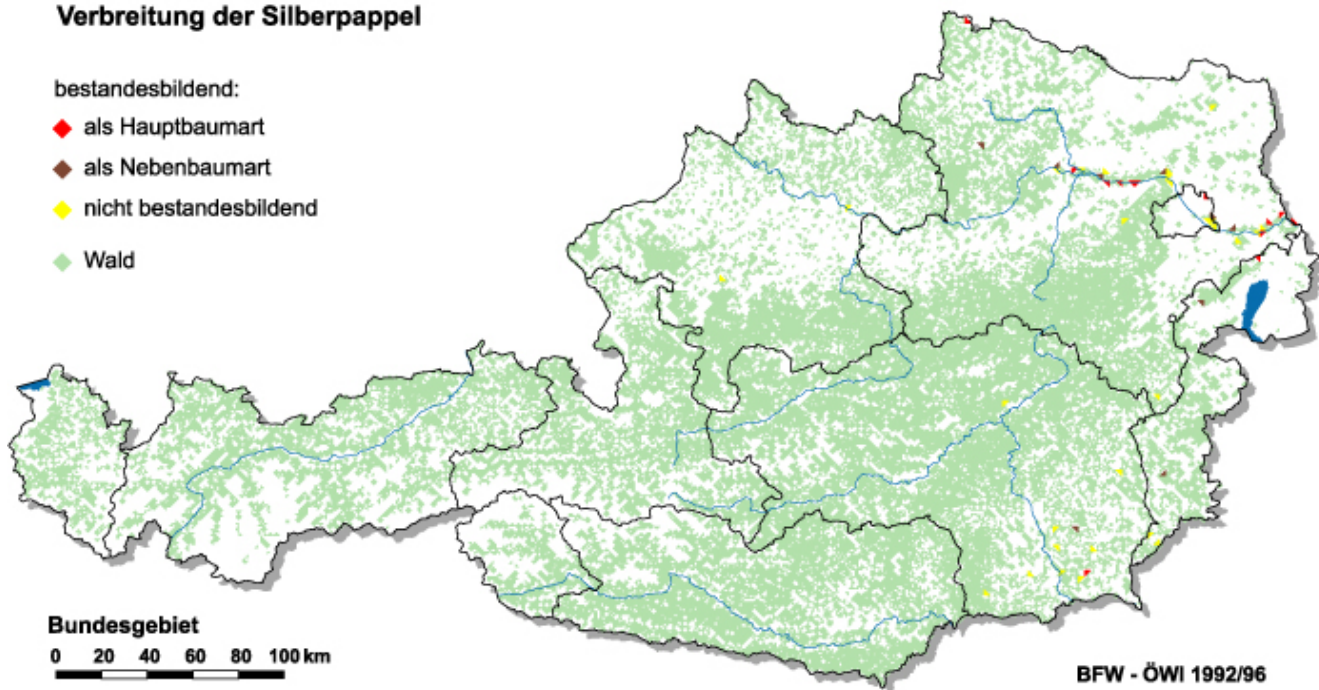 Verbreitung der Silberpappel
bestandesbildend:
als Hauptbaumart
als Nebenbaumart
nicht bestandesbildend
Wald
Bundesgebiet
0 20 40 60 80 100 km
BFW - ÖWI 1992/96